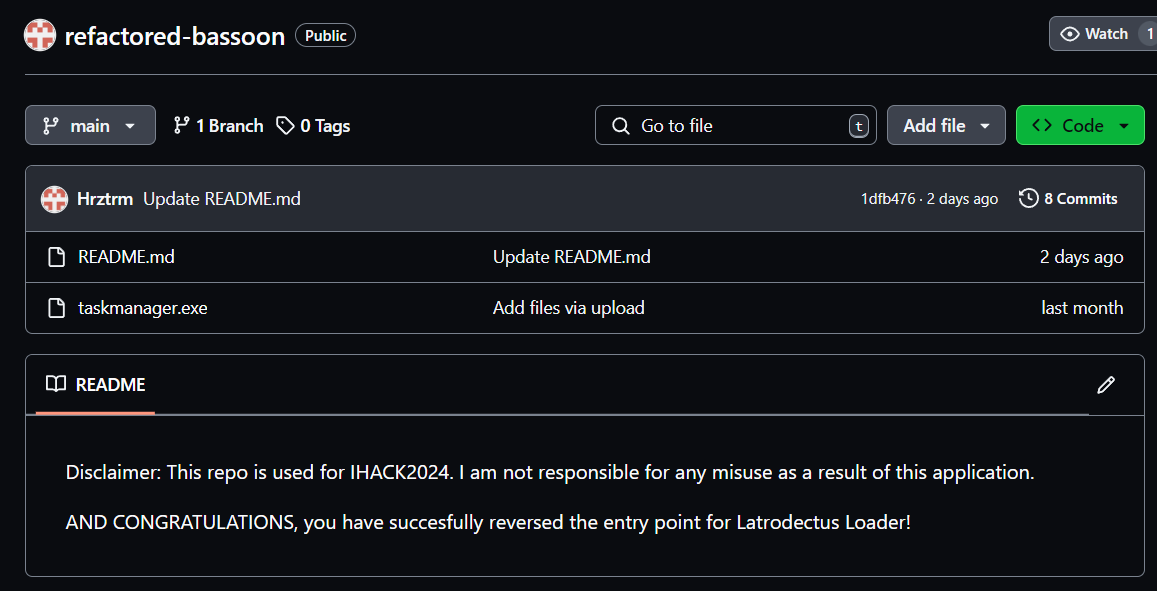 refactored-bassoon Public Watch 1
main 1 Branch 0 Tags Go to file t Add file Code
Hrztrm Update README.md 1dfb476 · 2 days ago 8 Commits
README.md Update README.md 2 days ago
taskmanager.exe Add files via upload last month
README
Disclaimer: This repo is used for IHACK2024. I am not responsible for any misuse as a result of this application.
AND CONGRATULATIONS, you have succesfully reversed the entry point for Latrodectus Loader!